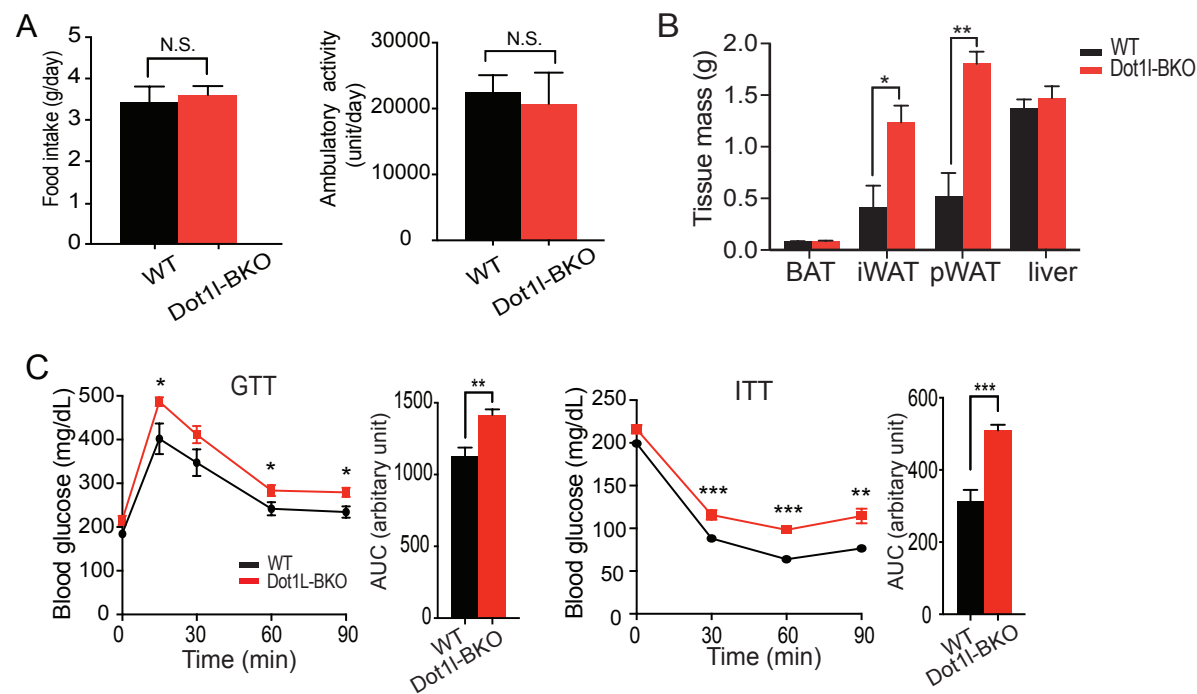 A
Food intake (g/day)
5
4
3
2
1
0
N.S.
WT
Dot1l-BKO
Ambulatory activity
(unit/day)
30000
20000
10000
0
N.S.
WT
Dot1l-BKO
B
Tissue mass (g)
2.0
1.5
1.0
0.5
0.0
*
**
BAT
iWAT
pWAT
liver
WT
Dot1l-BKO
C
GTT
Blood glucose (mg/dL)
500
400
300
200
100
0
*
*
*
WT
Dot1L-BKO
0
30
60
90
Time (min)
AUC (arbitary unit)
1500
1000
500
0
**
WT
Dot1l-BKO
ITT
Blood glucose (mg/dL)
250
200
150
100
50
0
***
***
**
0
30
60
90
Time (min)
AUC (arbitary unit)
600
400
200
0
***
WT
Dot1l-BKO